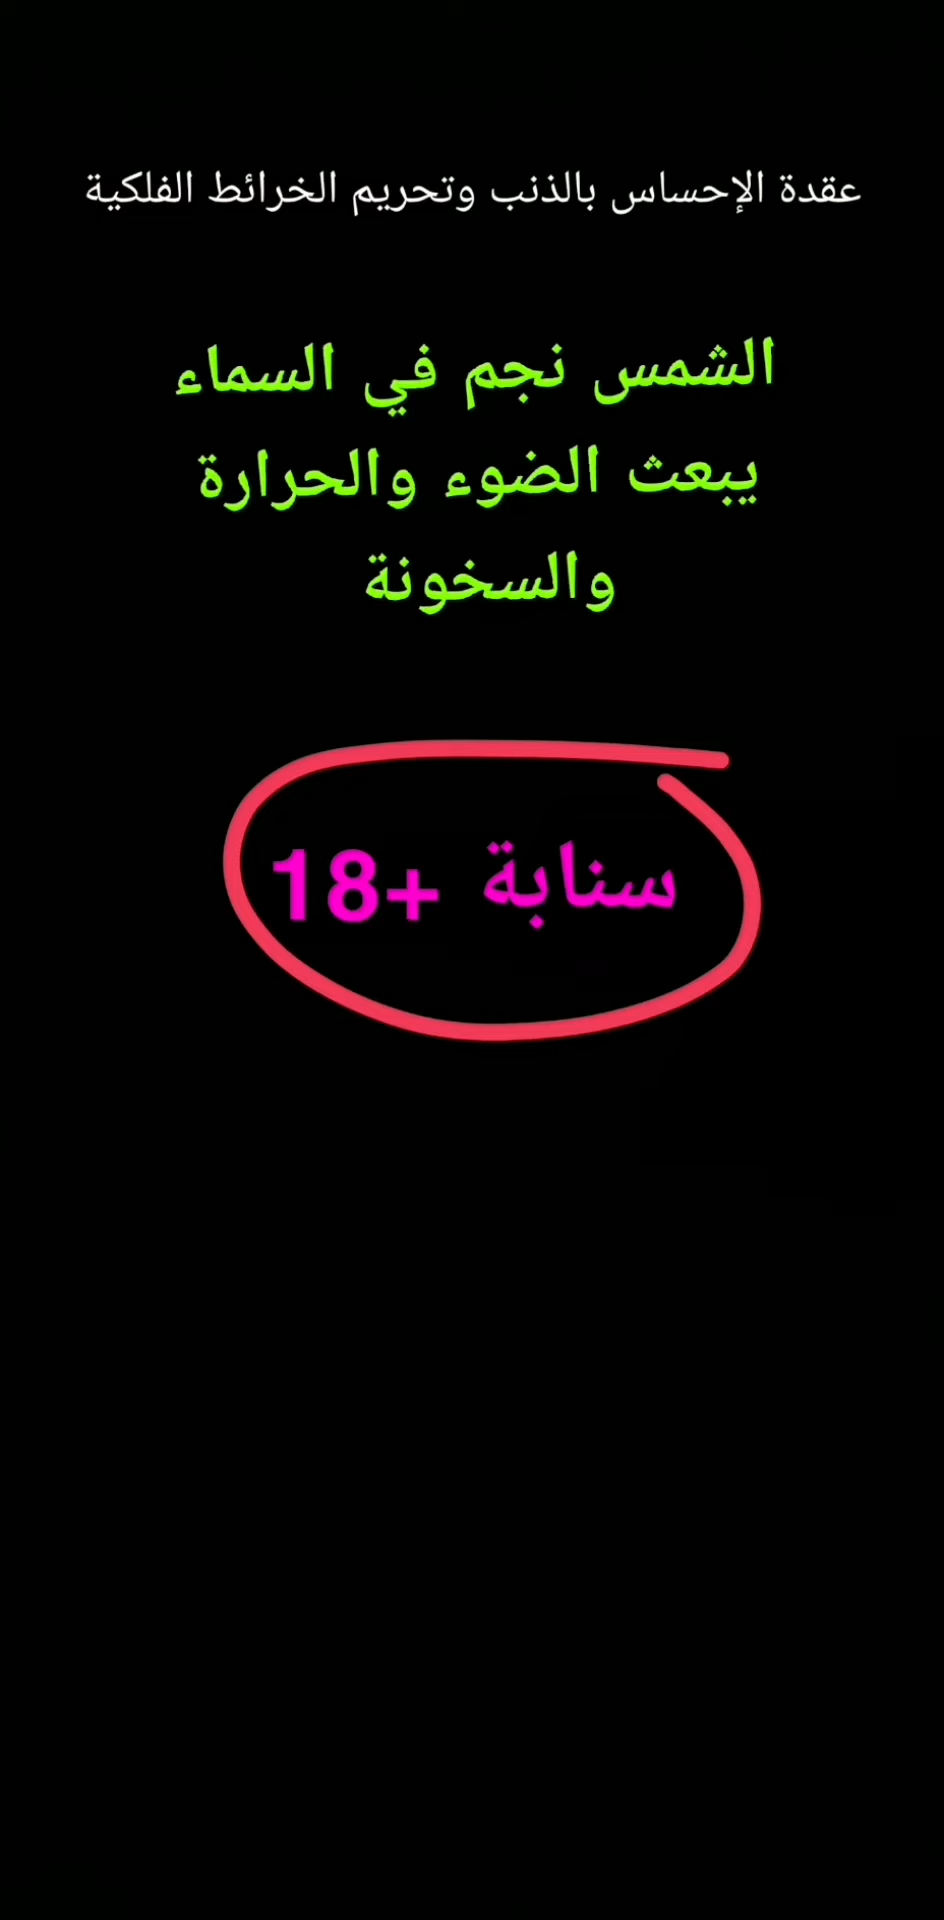 عقدة الإحساس بالذنب وتحريم الخرائط الفلكية
الشمس نجم في السماء
يبعث الضوء والحرارة
والسخونة
سنابة +18